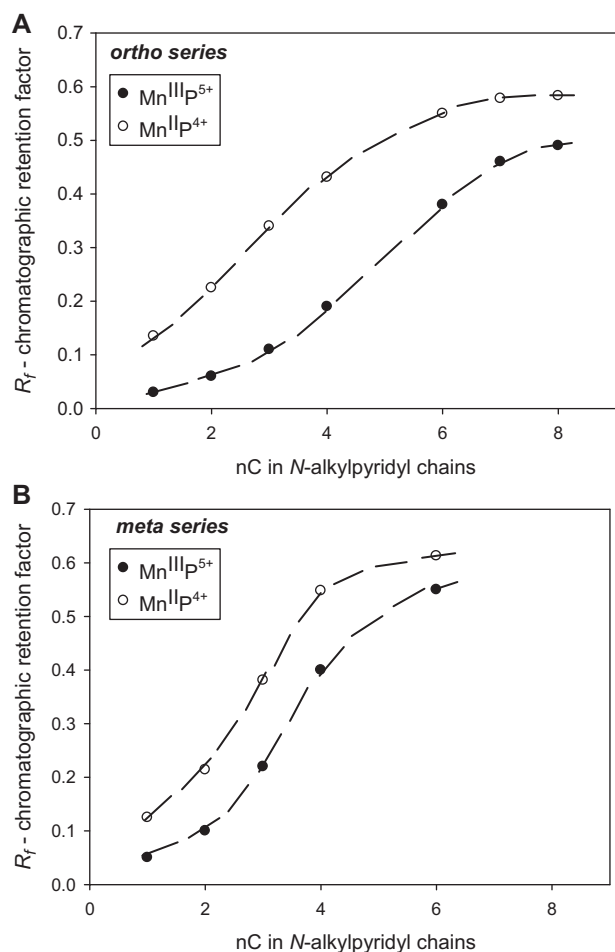 A
ortho series
Mn^III P^5+
Mn^II P^4+
R_f - chromatographic retention factor
0.7
0.6
0.5
0.4
0.3
0.2
0.1
0.0
0 2 4 6 8
nC in N-alkylpyridyl chains
B
meta series
Mn^III P^5+
Mn^II P^4+
R_f - chromatographic retention factor
0.7
0.6
0.5
0.4
0.3
0.2
0.1
0.0
0 2 4 6 8
nC in N-alkylpyridyl chains